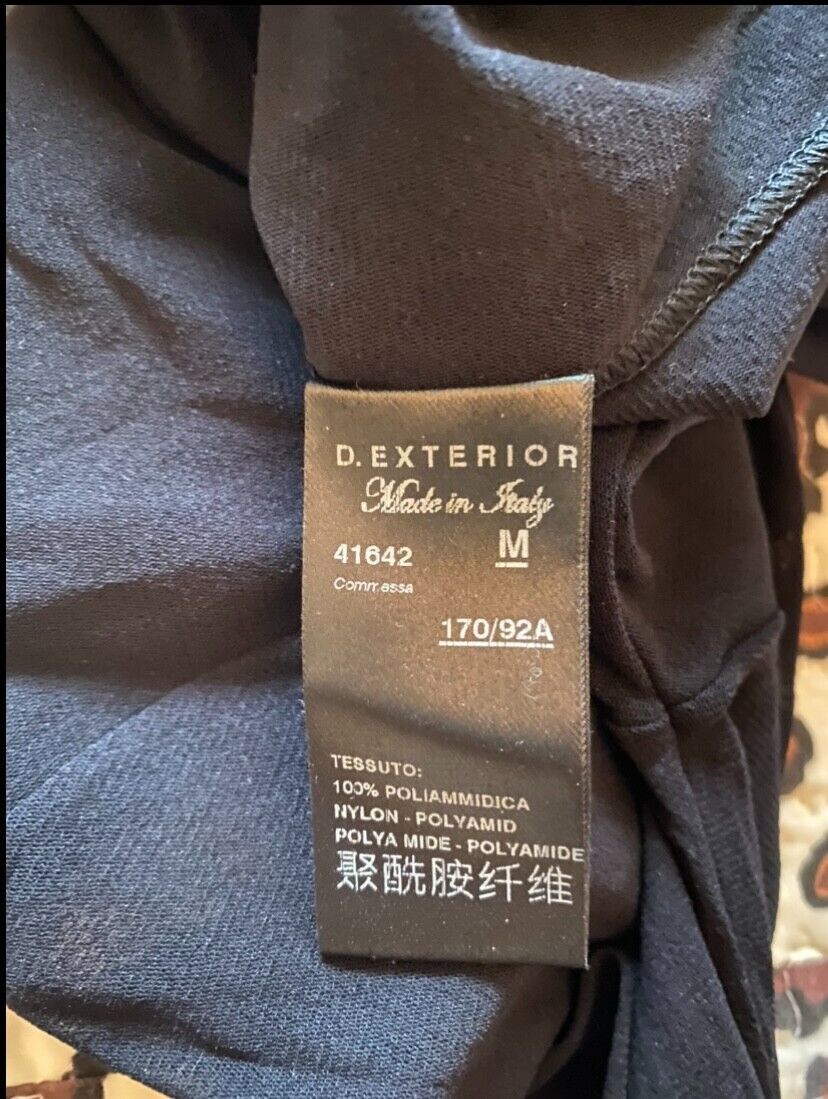 D. EXTERIOR
Made in Italy
M
41642
Commessa
170/92A
TESSUTO:
100% POLIAMMIDICA
NYLON - POLYAMID
POLYA MIDE - POLYAMIDE
聚酰胺纤维